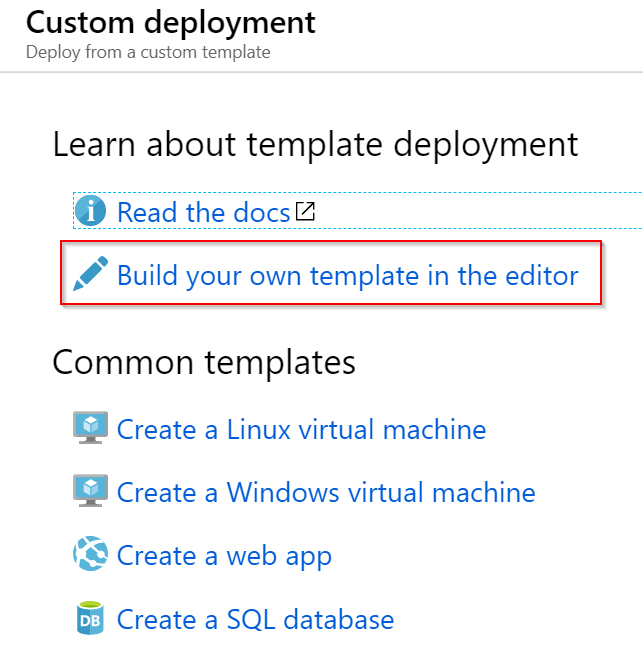 Custom deployment
Deploy from a custom template
Learn about template deployment
Read the docs
Build your own template in the editor
Common templates
Create a Linux virtual machine
Create a Windows virtual machine
Create a web app
DB Create a SQL database